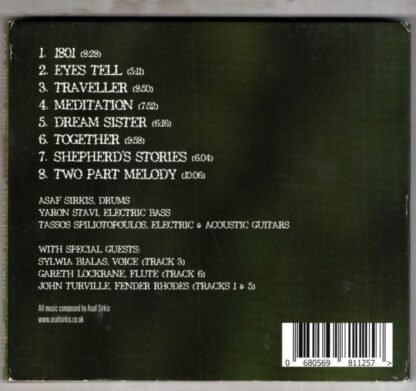 1. 1801 (8:28)
2. EYES TELL (5:11)
3. TRAVELLER (8:50)
4. MEDITATION (7:52)
5. DREAM SISTER (6:16)
6. TOGETHER (9:58)
7. SHEPHERD'S STORIES (6:04)
8. TWO PART MELODY (10:06)
ASAF SIRKIS, DRUMS
YARON STAVI, ELECTRIC BASS
TASSOS SPILIOTOPOULOS, ELECTRIC & ACOUSTIC GUITARS
WITH SPECIAL GUESTS:
SYLWIA BIALAS, VOICE (TRACK 3)
GARETH LOCKRANE, FLUTE (TRACK 6)
JOHN TURVILLE, FENDER RHODES (TRACKS 1 & 5)
All music composed by Asaf Sirkis
www.asafsirkis.co.uk
0 680569 811257 >